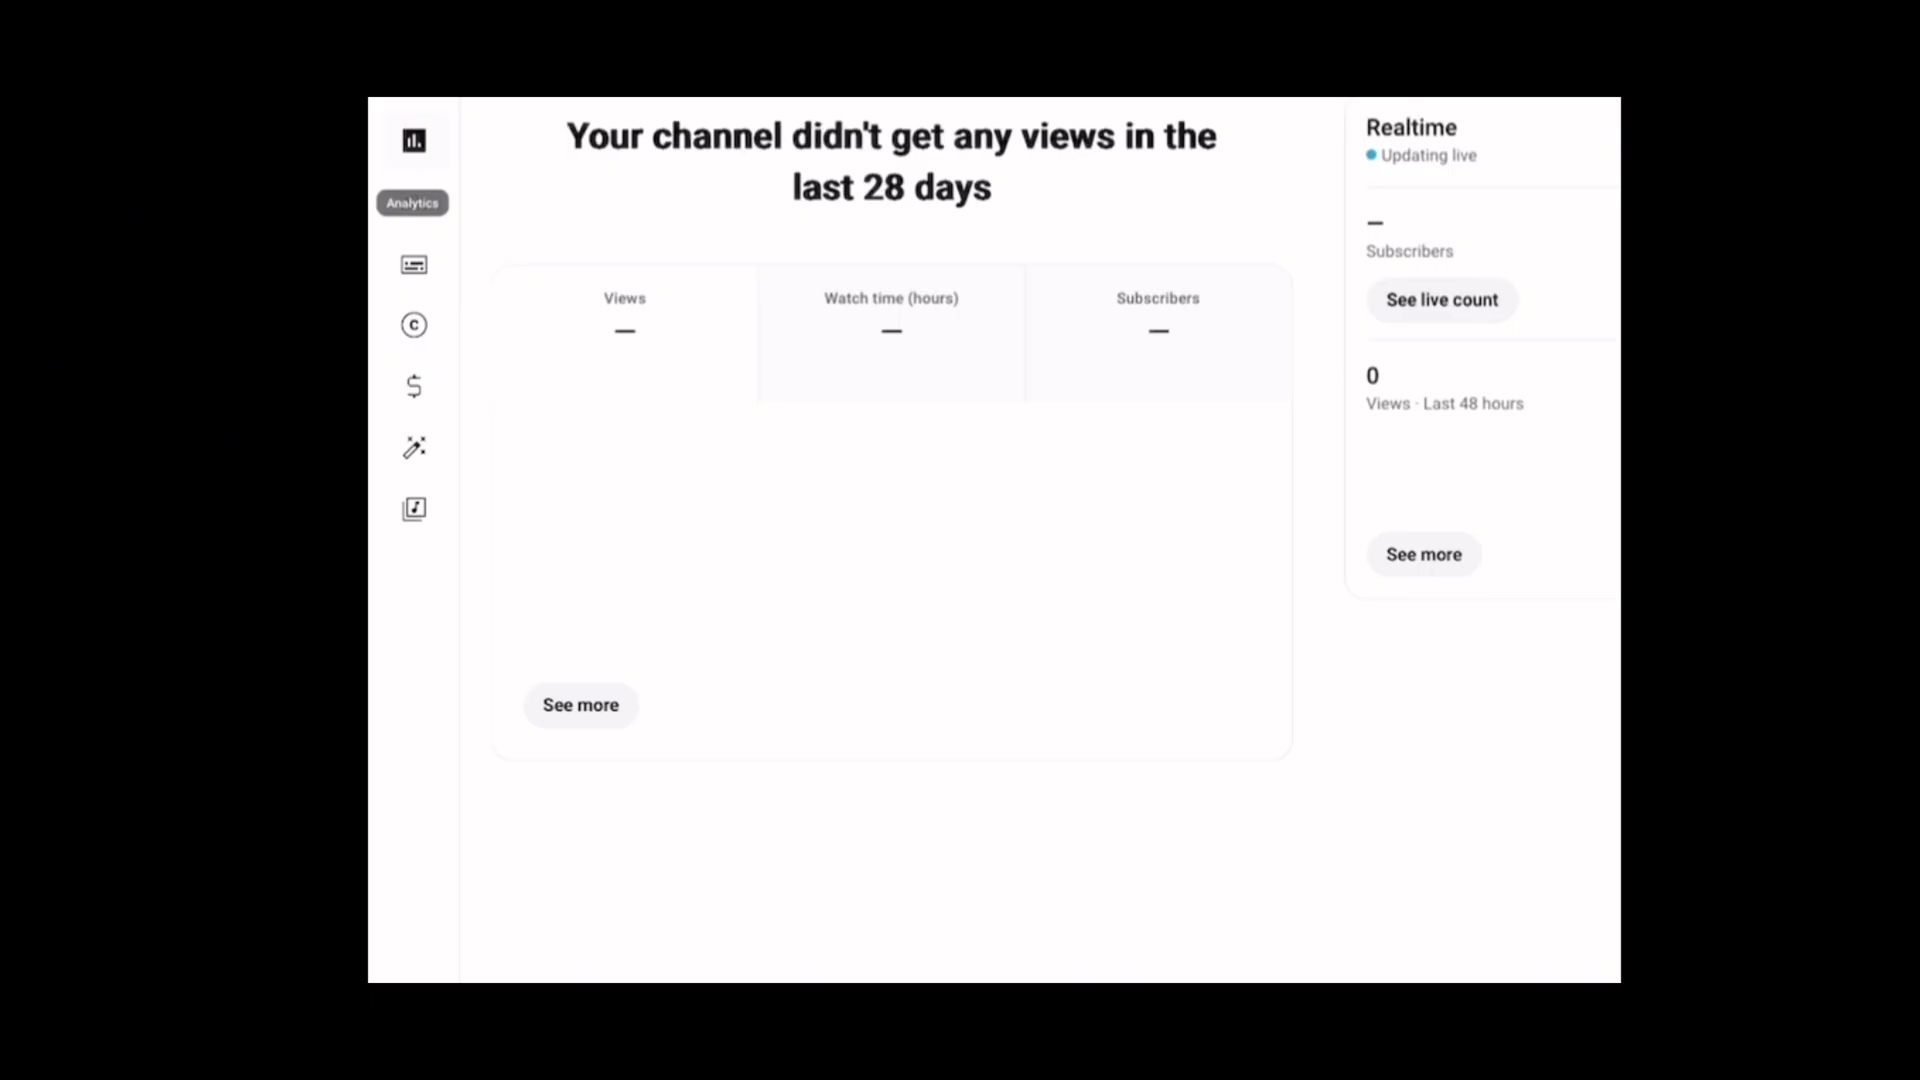 Your channel didn't get any views in the
last 28 days
Analytics
Views
—
Watch time (hours)
—
Subscribers
—
See more
Realtime
Updating live
—
Subscribers
See live count
0
Views · Last 48 hours
See more